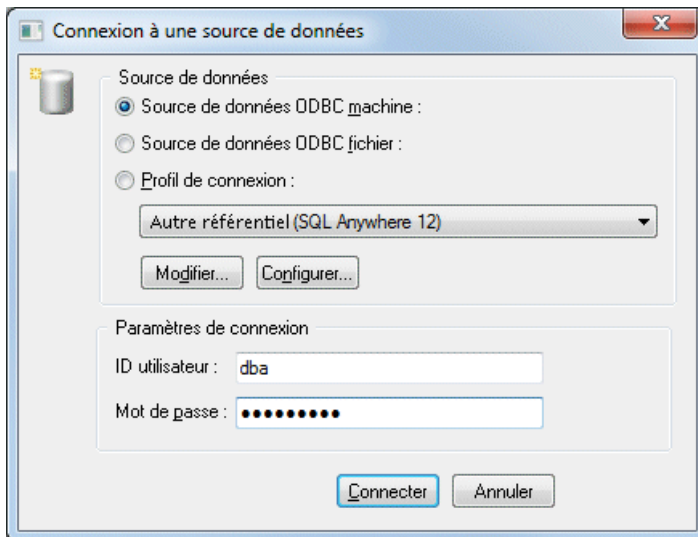 Connexion à une source de données
Source de données
Source de données ODBC machine :
Source de données ODBC fichier :
Profil de connexion :
Autre référentiel (SQL Anywhere 12)
Modifier...
Configurer...
Paramètres de connexion
ID utilisateur :
dba
Mot de passe :
●●●●●●●●●
Connecter
Annuler